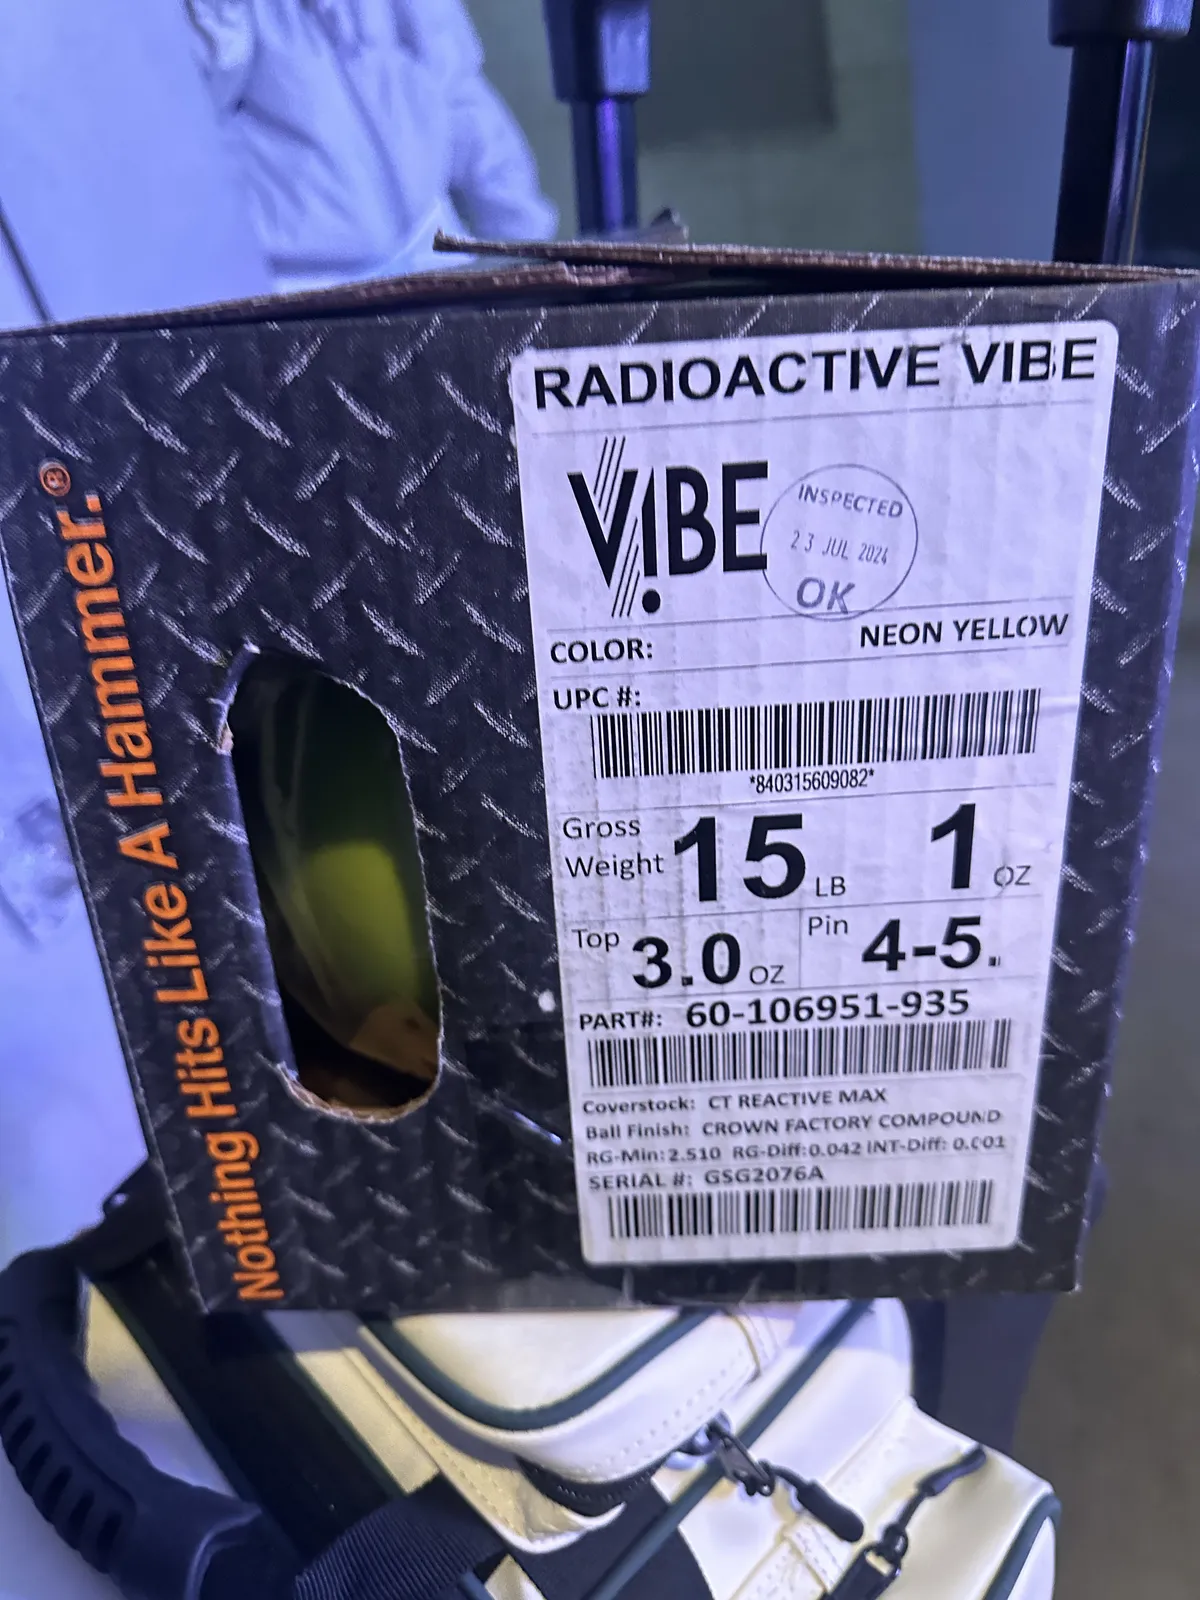 Nothing Hits Like A Hammer.®
RADIOACTIVE VIBE
VIBE
INSPECTED
23 JUL 2024
OK
COLOR: NEON YELLOW
UPC #:
*840315609082*
Gross Weight 15 LB 1 OZ
Top 3.0 OZ Pin 4-5.
PART#: 60-106951-935
Coverstock: CT REACTIVE MAX
Ball Finish: CROWN FACTORY COMPOUND
RG-Min: 2.510 RG-Diff: 0.042 INT-Diff: 0.001
SERIAL #: GSG2076A